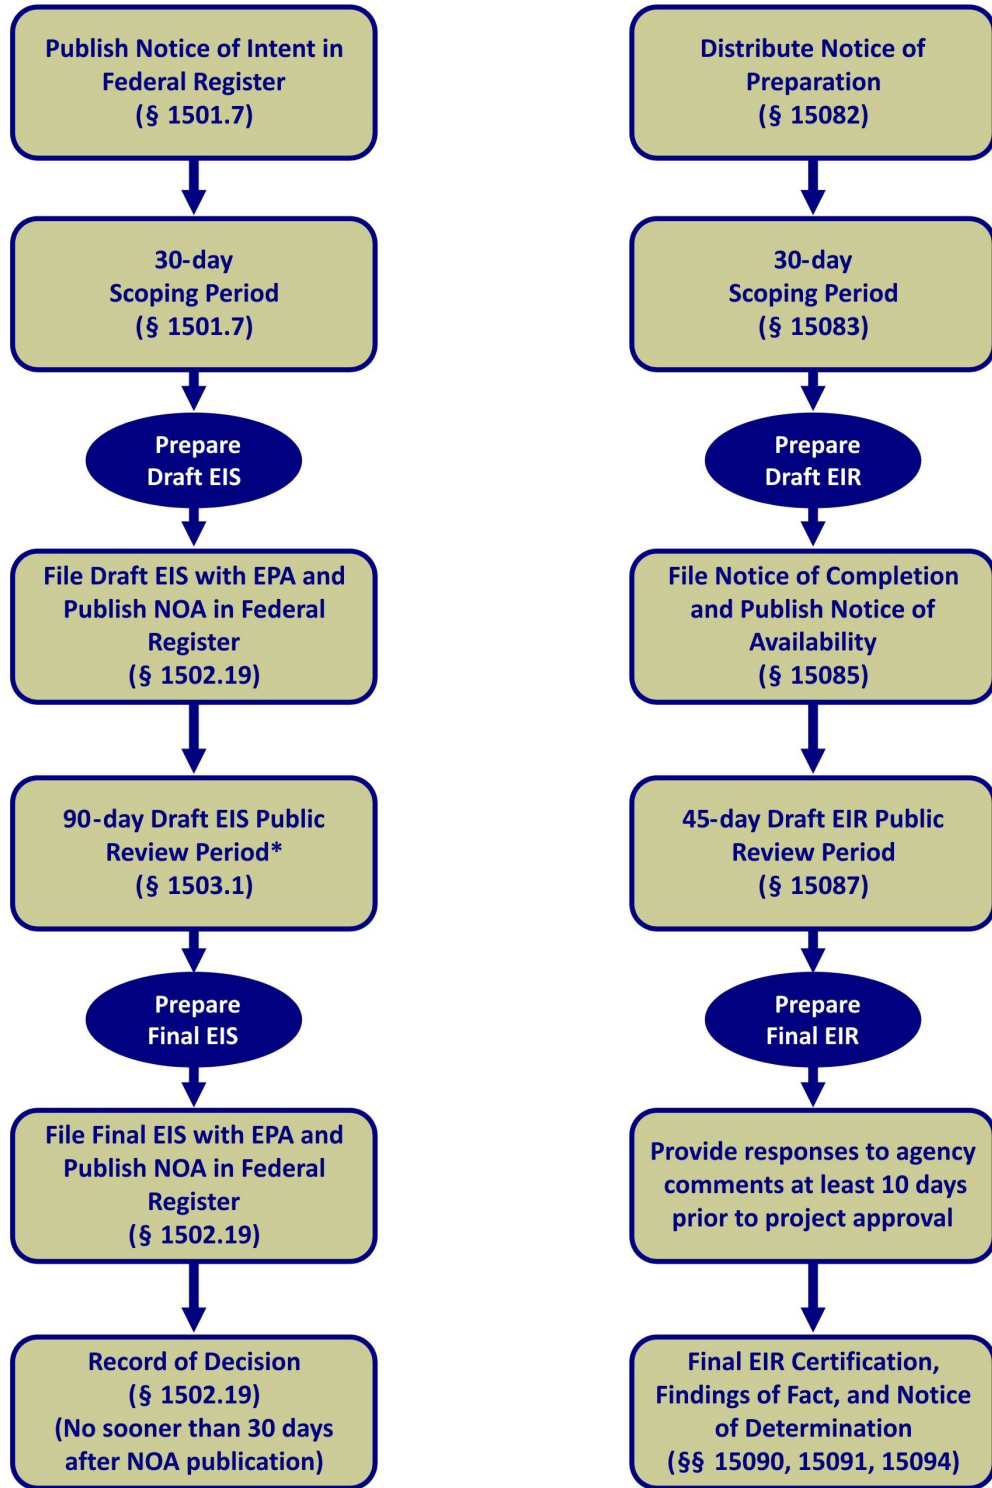 Publish Notice of Intent in
Federal Register
(§ 1501.7)
30-day
Scoping Period
(§ 1501.7)
Prepare
Draft EIS
File Draft EIS with EPA and
Publish NOA in Federal
Register
(§ 1502.19)
90-day Draft EIS Public
Review Period*
(§ 1503.1)
Prepare
Final EIS
File Final EIS with EPA and
Publish NOA in Federal
Register
(§ 1502.19)
Record of Decision
(§ 1502.19)
(No sooner than 30 days
after NOA publication)
Distribute Notice of
Preparation
(§ 15082)
30-day
Scoping Period
(§ 15083)
Prepare
Draft EIR
File Notice of Completion
and Publish Notice of
Availability
(§ 15085)
45-day Draft EIR Public
Review Period
(§ 15087)
Prepare
Final EIR
Provide responses to agency
comments at least 10 days
prior to project approval
Final EIR Certification,
Findings of Fact, and Notice
of Determination
(§§ 15090, 15091, 15094)